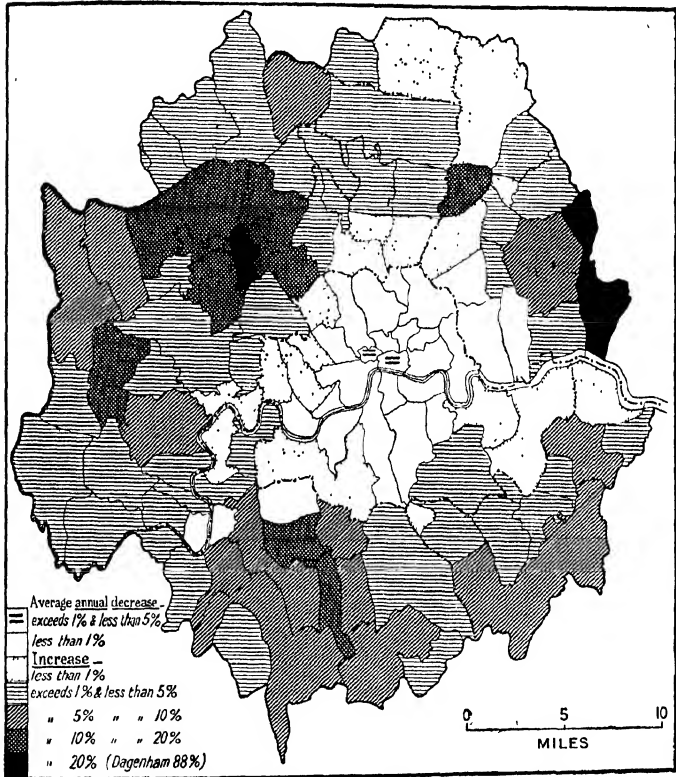 Average annual decrease -
exceeds 1% & less than 5%
less than 1%
Increase -
less than 1%
exceeds 1% & less than 5%
" 5% " " 10%
" 10% " " 20%
" 20% (Dagenham 88%)
0 5 10
MILES